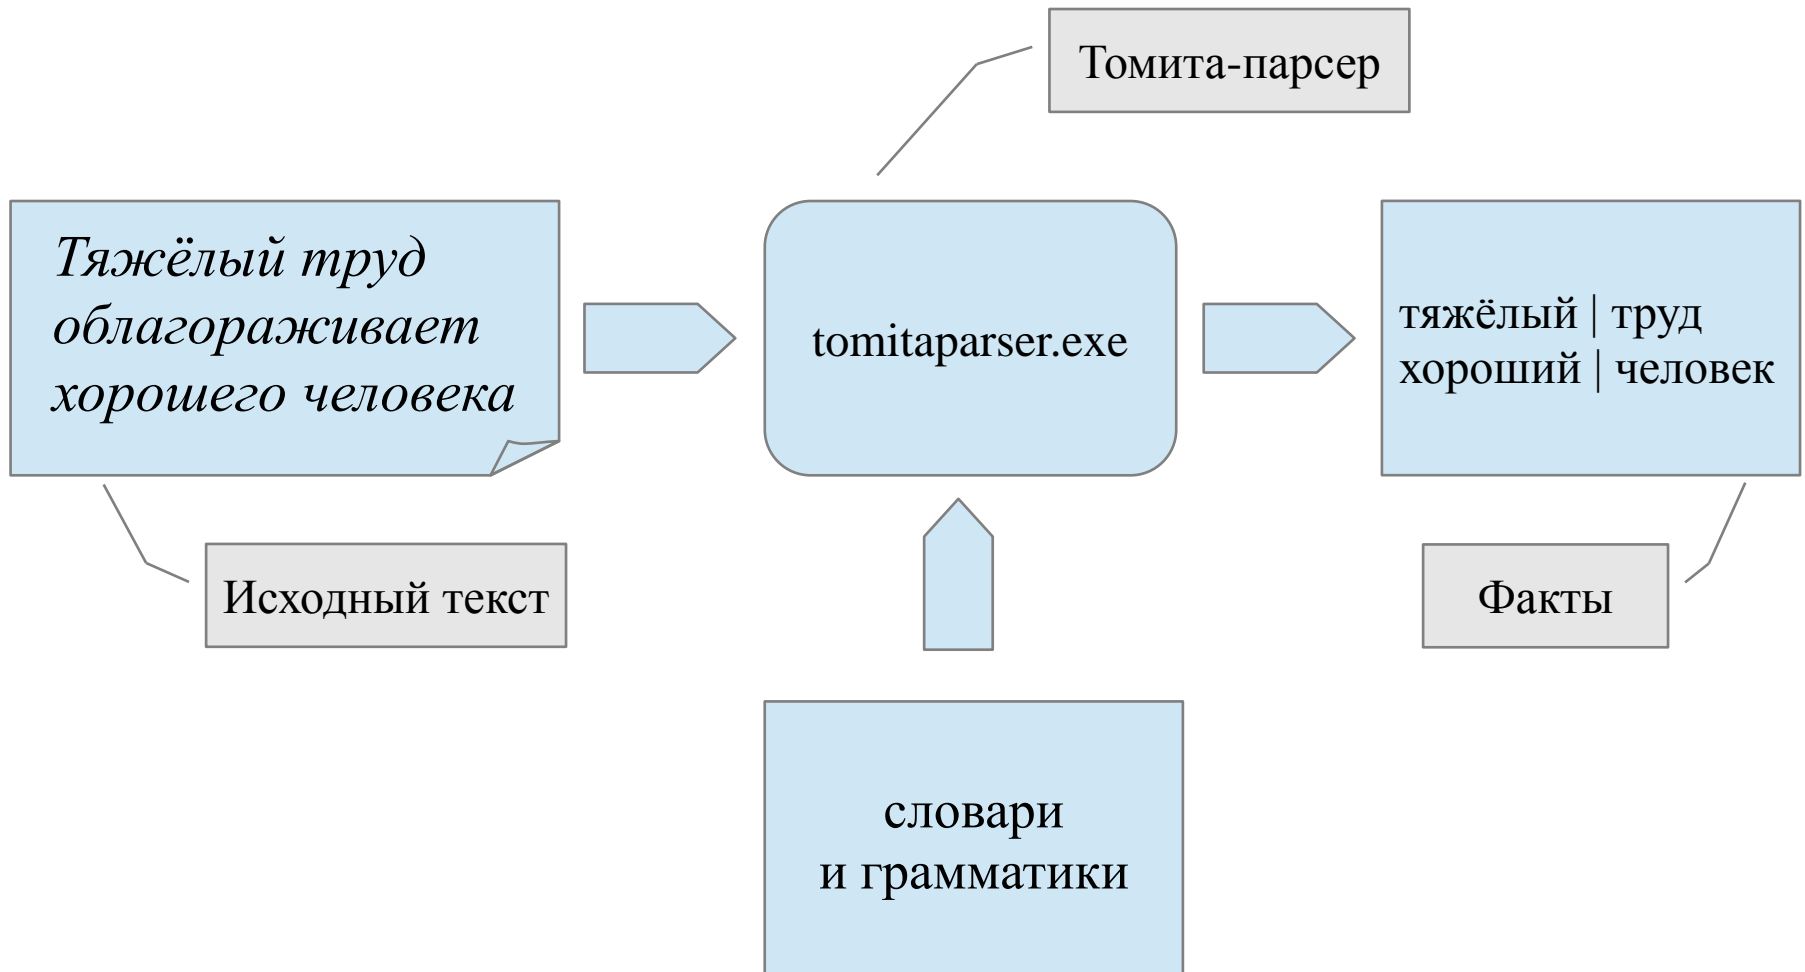 Томита-парсер
Тяжёлый труд
облагораживает
хорошего человека
tomitaparser.exe
тяжёлый | труд
хороший | человек
Исходный текст
Факты
словари
и грамматики